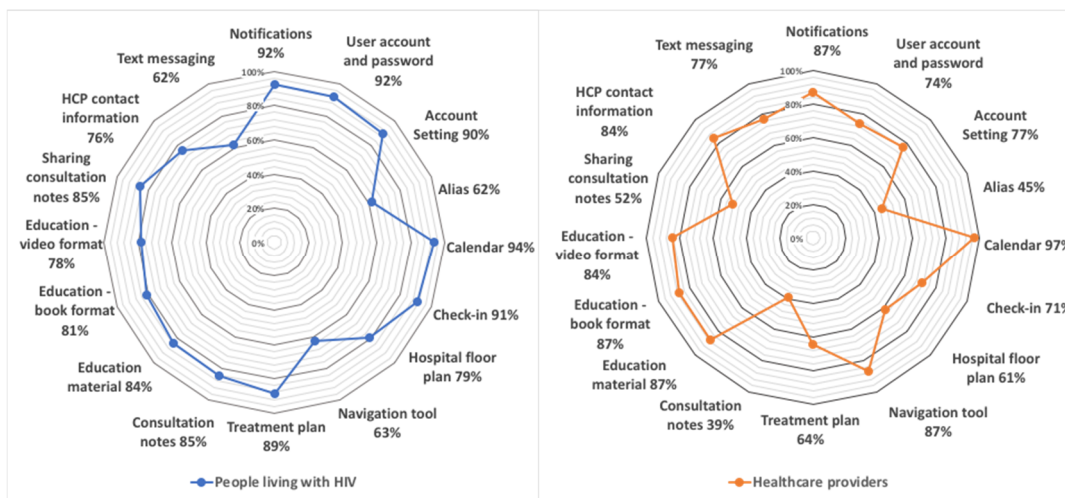 Notifications
92%
User account
and password
92%
Account
Setting 90%
Alias 62%
Calendar 94%
Check-in 91%
Hospital floor
plan 79%
Navigation tool
63%
Treatment plan
89%
Consultation
notes 85%
Education
material 84%
Education -
book format
81%
Education -
video format
78%
Sharing
consultation
notes 85%
HCP contact
information
76%
Text messaging
62%
100%
80%
60%
40%
20%
0%
People living with HIV
Notifications
87%
User account
and password
74%
Account
Setting 77%
Alias 45%
Calendar 97%
Check-in 71%
Hospital floor
plan 61%
Navigation tool
87%
Treatment plan
64%
Consultation
notes 39%
Education
material 87%
Education -
book format
87%
Education -
video format
84%
Sharing
consultation
notes 52%
HCP contact
information
84%
Text messaging
77%
100%
80%
60%
40%
20%
0%
Healthcare providers